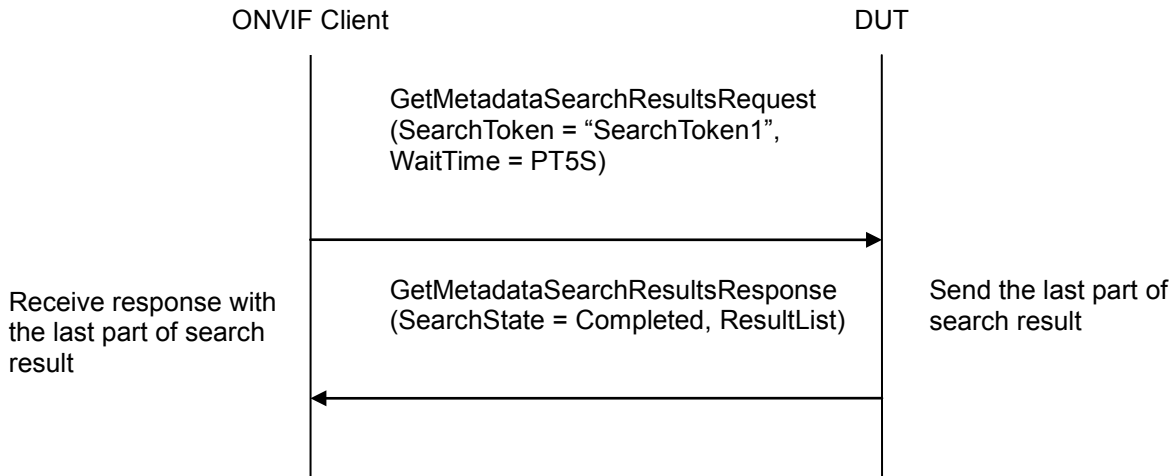 ONVIF Client
DUT
GetMetadataSearchResultsRequest
(SearchToken = “SearchToken1”,
WaitTime = PT5S)
Receive response with
the last part of search
result
GetMetadataSearchResultsResponse
(SearchState = Completed, ResultList)
Send the last part of
search result